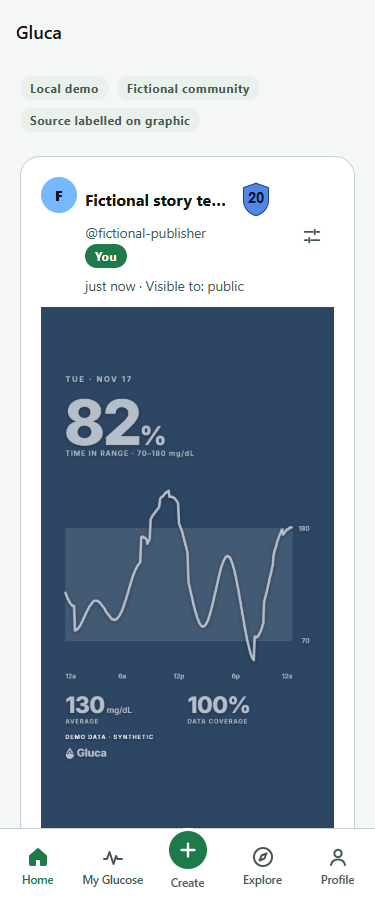 Gluca
Local demo
Fictional community
Source labelled on graphic
F
Fictional story te...
20
@fictional-publisher
You
just now · Visible to: public
TUE · NOV 17
82%
TIME IN RANGE · 70–180 mg/dL
180
70
12a 6a 12p 6p 12a
130 mg/dL
AVERAGE
100%
DATA COVERAGE
DEMO DATA · SYNTHETIC
Gluca
Home
My Glucose
Create
Explore
Profile